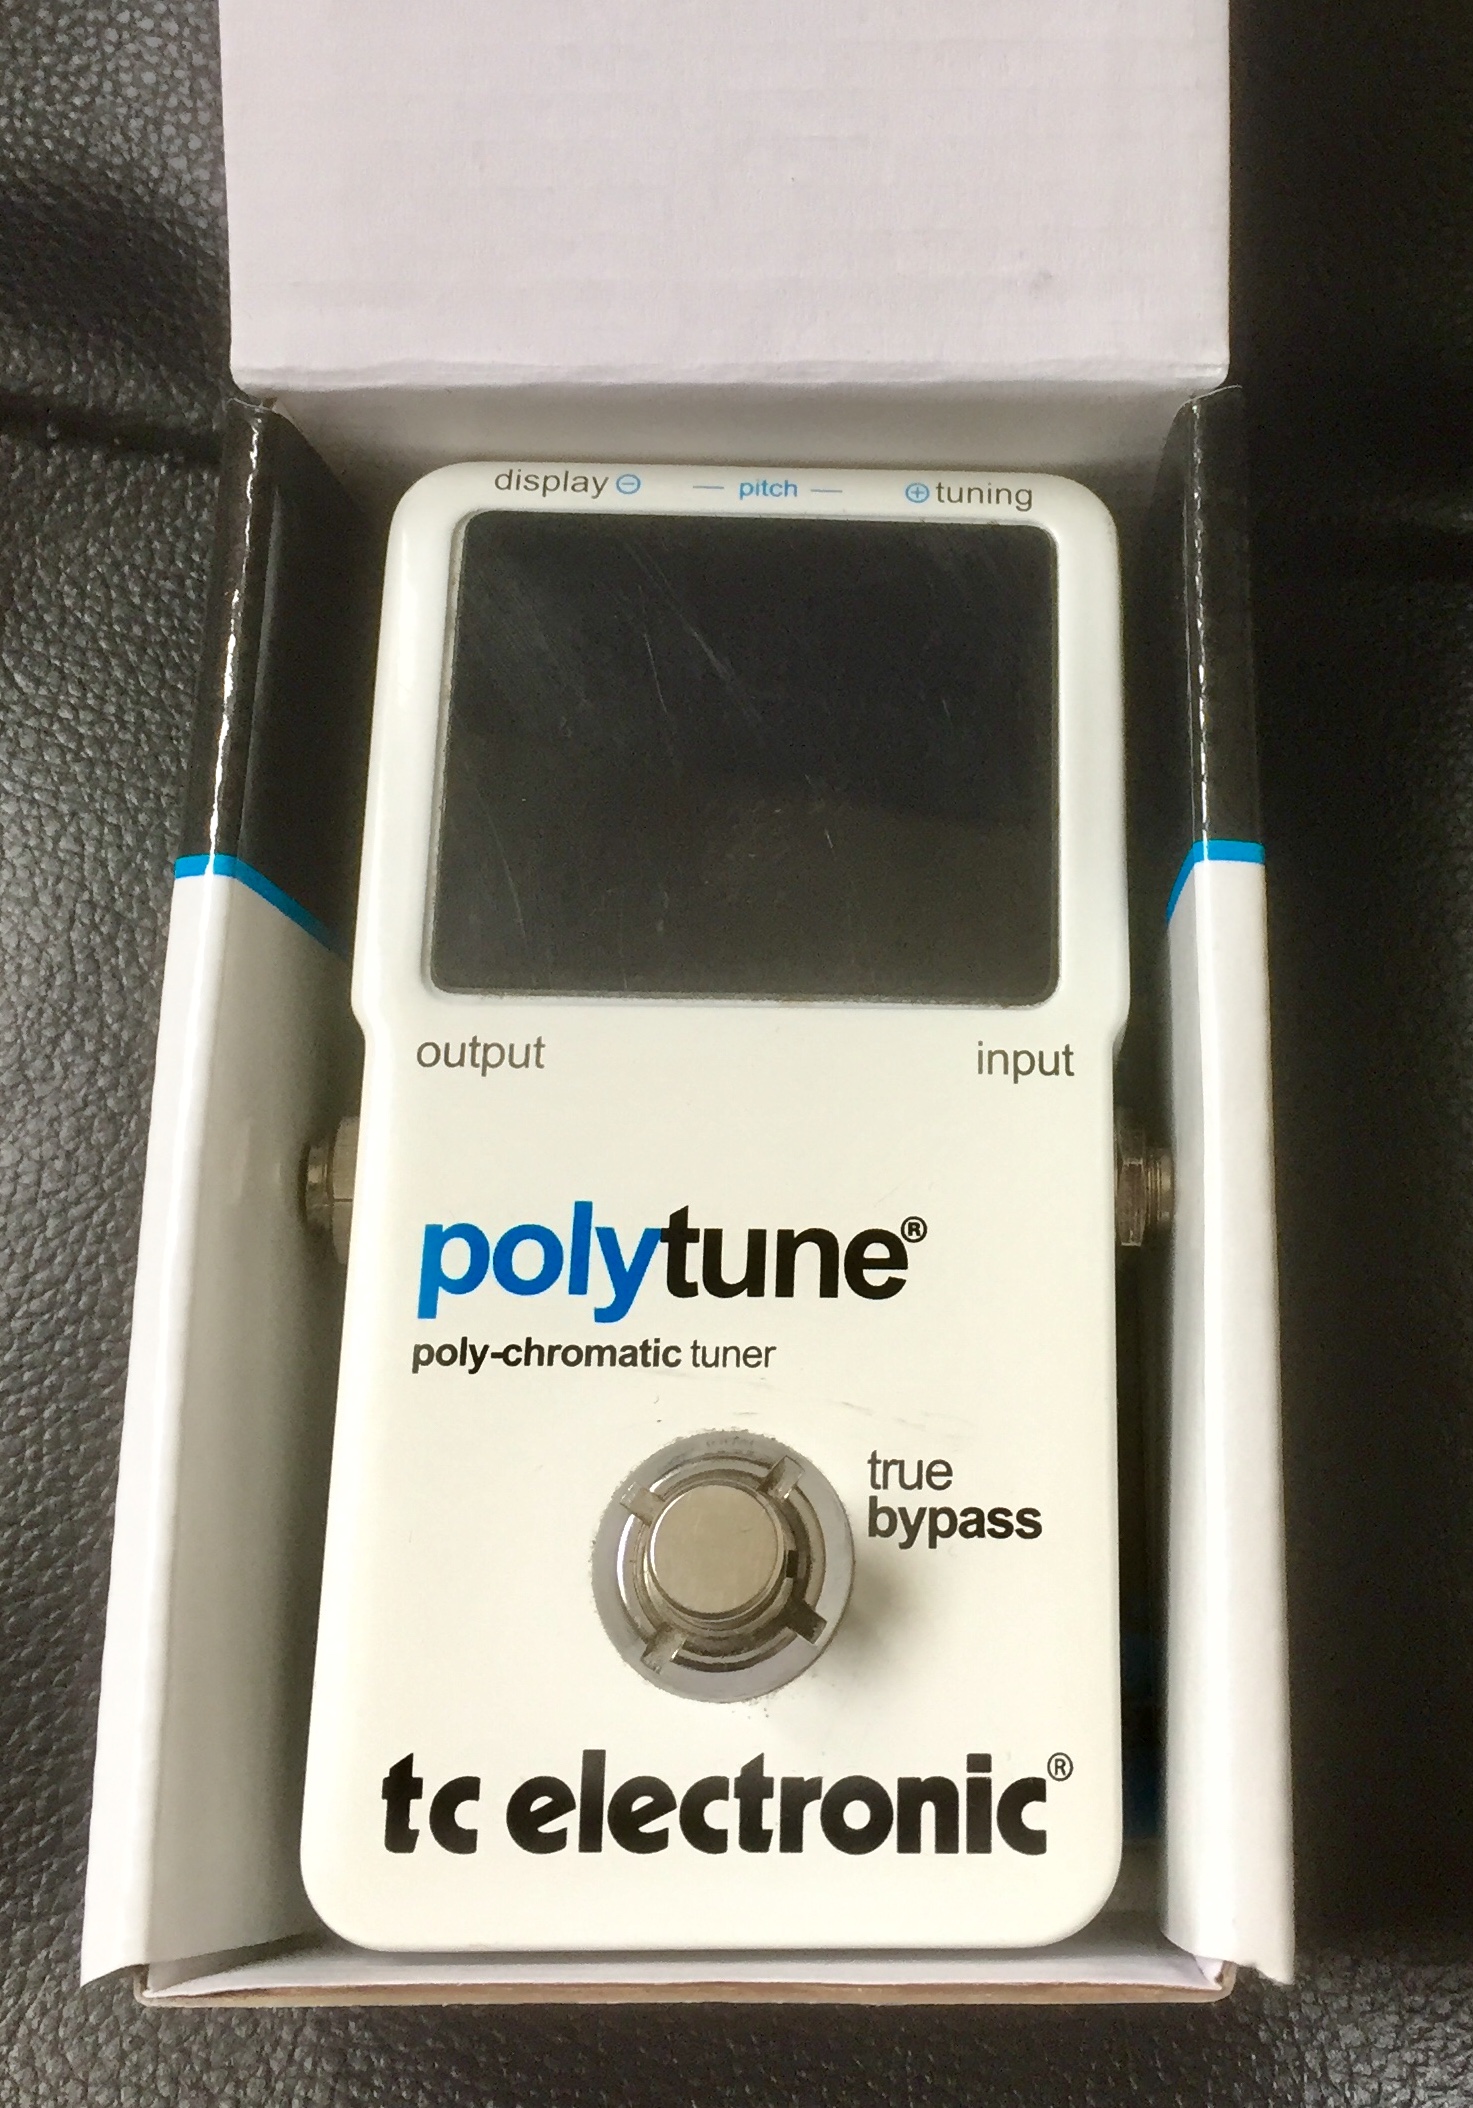 display⊖ — pitch — ⊕tuning
output input
polytune®
poly-chromatic tuner
true
bypass
tc electronic®